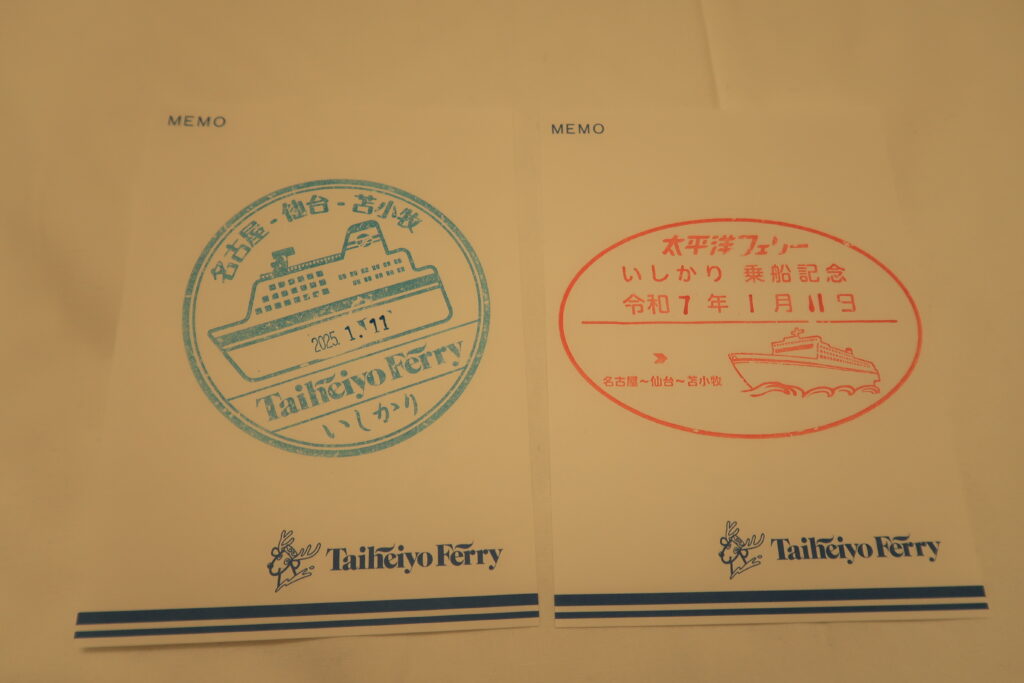 MEMO
名古屋-仙台-苫小牧
2025. 1. 11
Taiheiyo Ferry
いしかり
Taiheiyo Ferry
MEMO
太平洋フェリー
いしかり 乗船記念
令和7年1月11日
名古屋～仙台～苫小牧
Taiheiyo Ferry